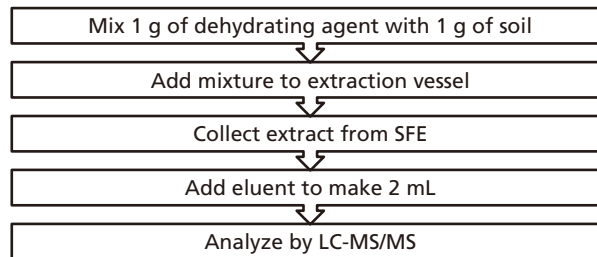 Mix 1 g of dehydrating agent with 1 g of soil
Add mixture to extraction vessel
Collect extract from SFE
Add eluent to make 2 mL
Analyze by LC-MS/MS